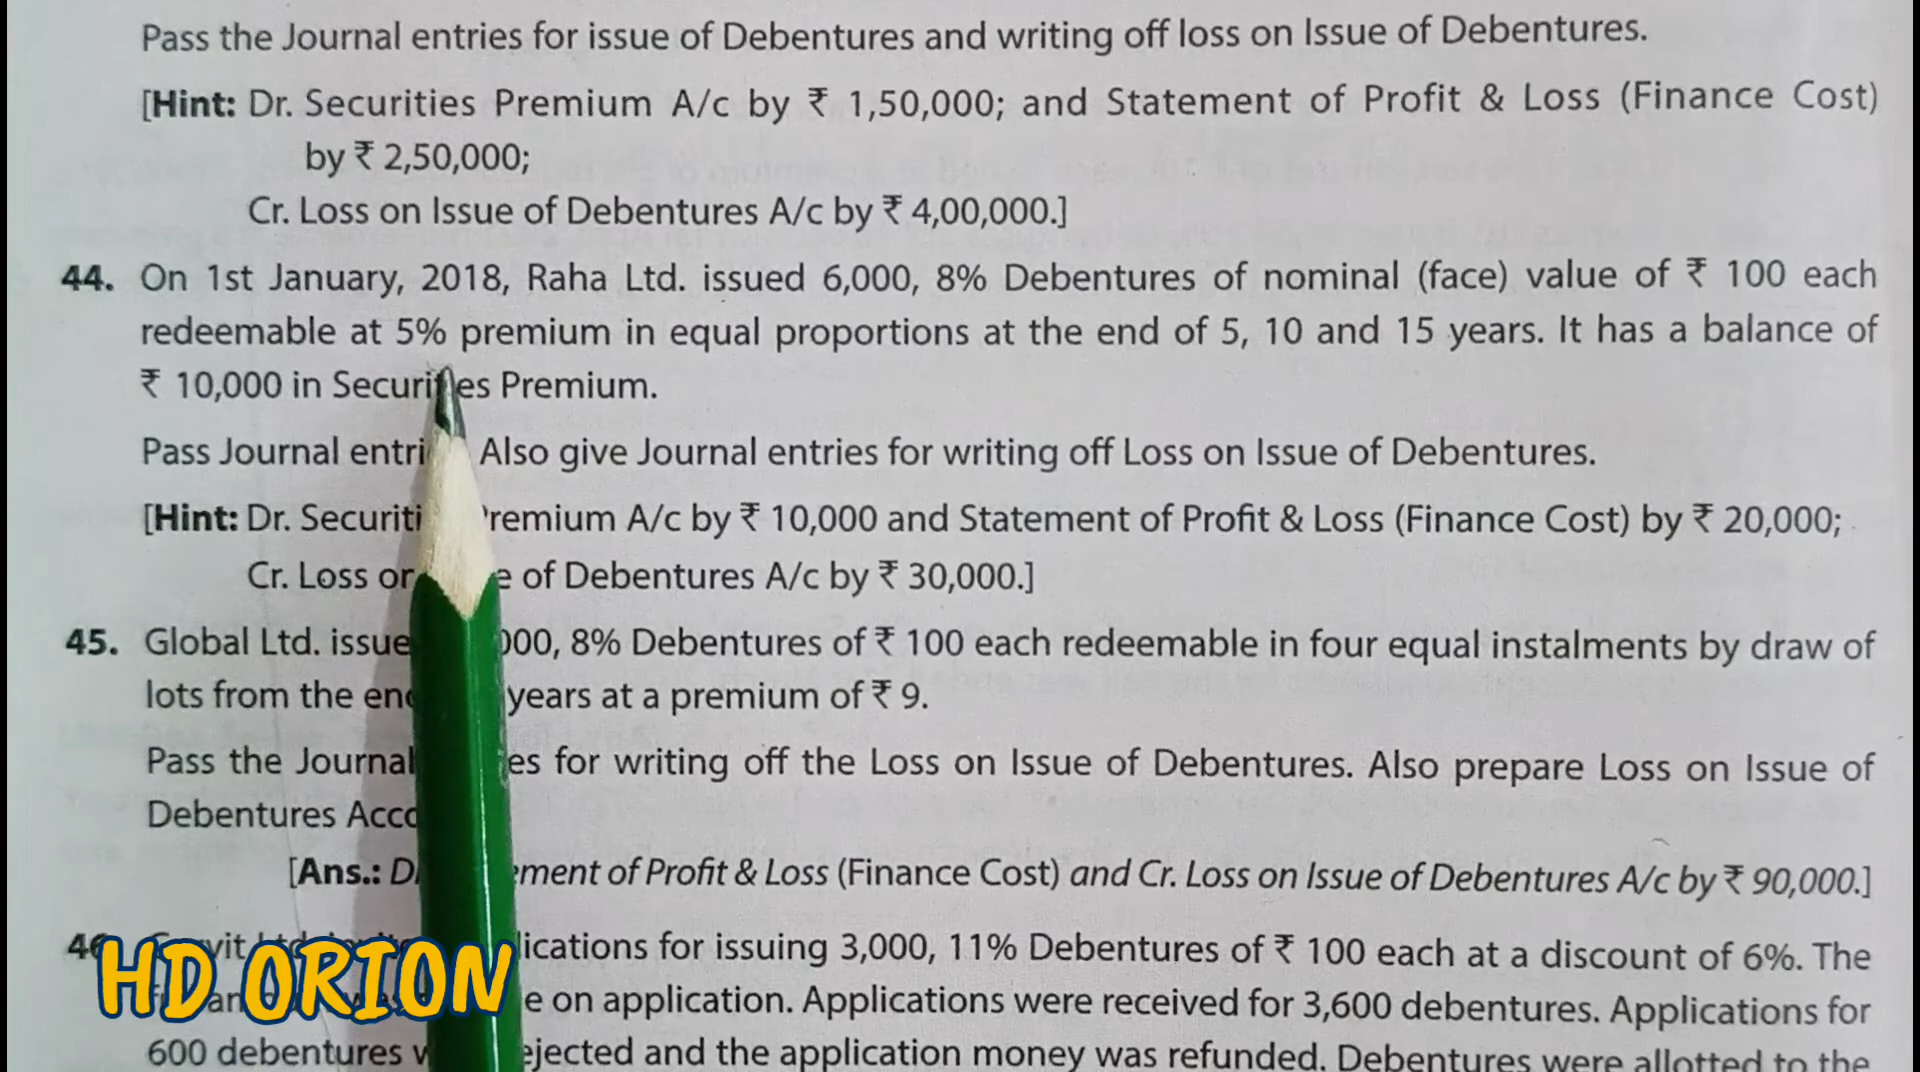 Pass the Journal entries for issue of Debentures and writing off loss on Issue of Debentures.
[Hint: Dr. Securities Premium A/c by ₹ 1,50,000; and Statement of Profit & Loss (Finance Cost)
by ₹ 2,50,000;
Cr. Loss on Issue of Debentures A/c by ₹ 4,00,000.]
44. On 1st January, 2018, Raha Ltd. issued 6,000, 8% Debentures of nominal (face) value of ₹ 100 each
redeemable at 5% premium in equal proportions at the end of 5, 10 and 15 years. It has a balance of
₹ 10,000 in Securities Premium.
Pass Journal Also give Journal entries for writing off Loss on Issue of Debentures.
[Hint: Dr. Premium A/c by ₹ 10,000 and Statement of Profit & Loss (Finance Cost) by ₹ 20,000;
Cr. Loss of Debentures A/c by ₹ 30,000.]
45. Global Ltd. 8% Debentures of ₹ 100 each redeemable in four equal instalments by draw of
lots from the years at a premium of ₹ 9.
Pass the Journal for writing off the Loss on Issue of Debentures. Also prepare Loss on Issue of
Debentures
[Ans.: of Profit & Loss (Finance Cost) and Cr. Loss on Issue of Debentures A/c by ₹ 90,000.]
for issuing 3,000, 11% Debentures of ₹ 100 each at a discount of 6%. The
on application. Applications were received for 3,600 debentures. Applications for
600 debentures and the application money was refunded. Debentures were allotted to the
HD ORION